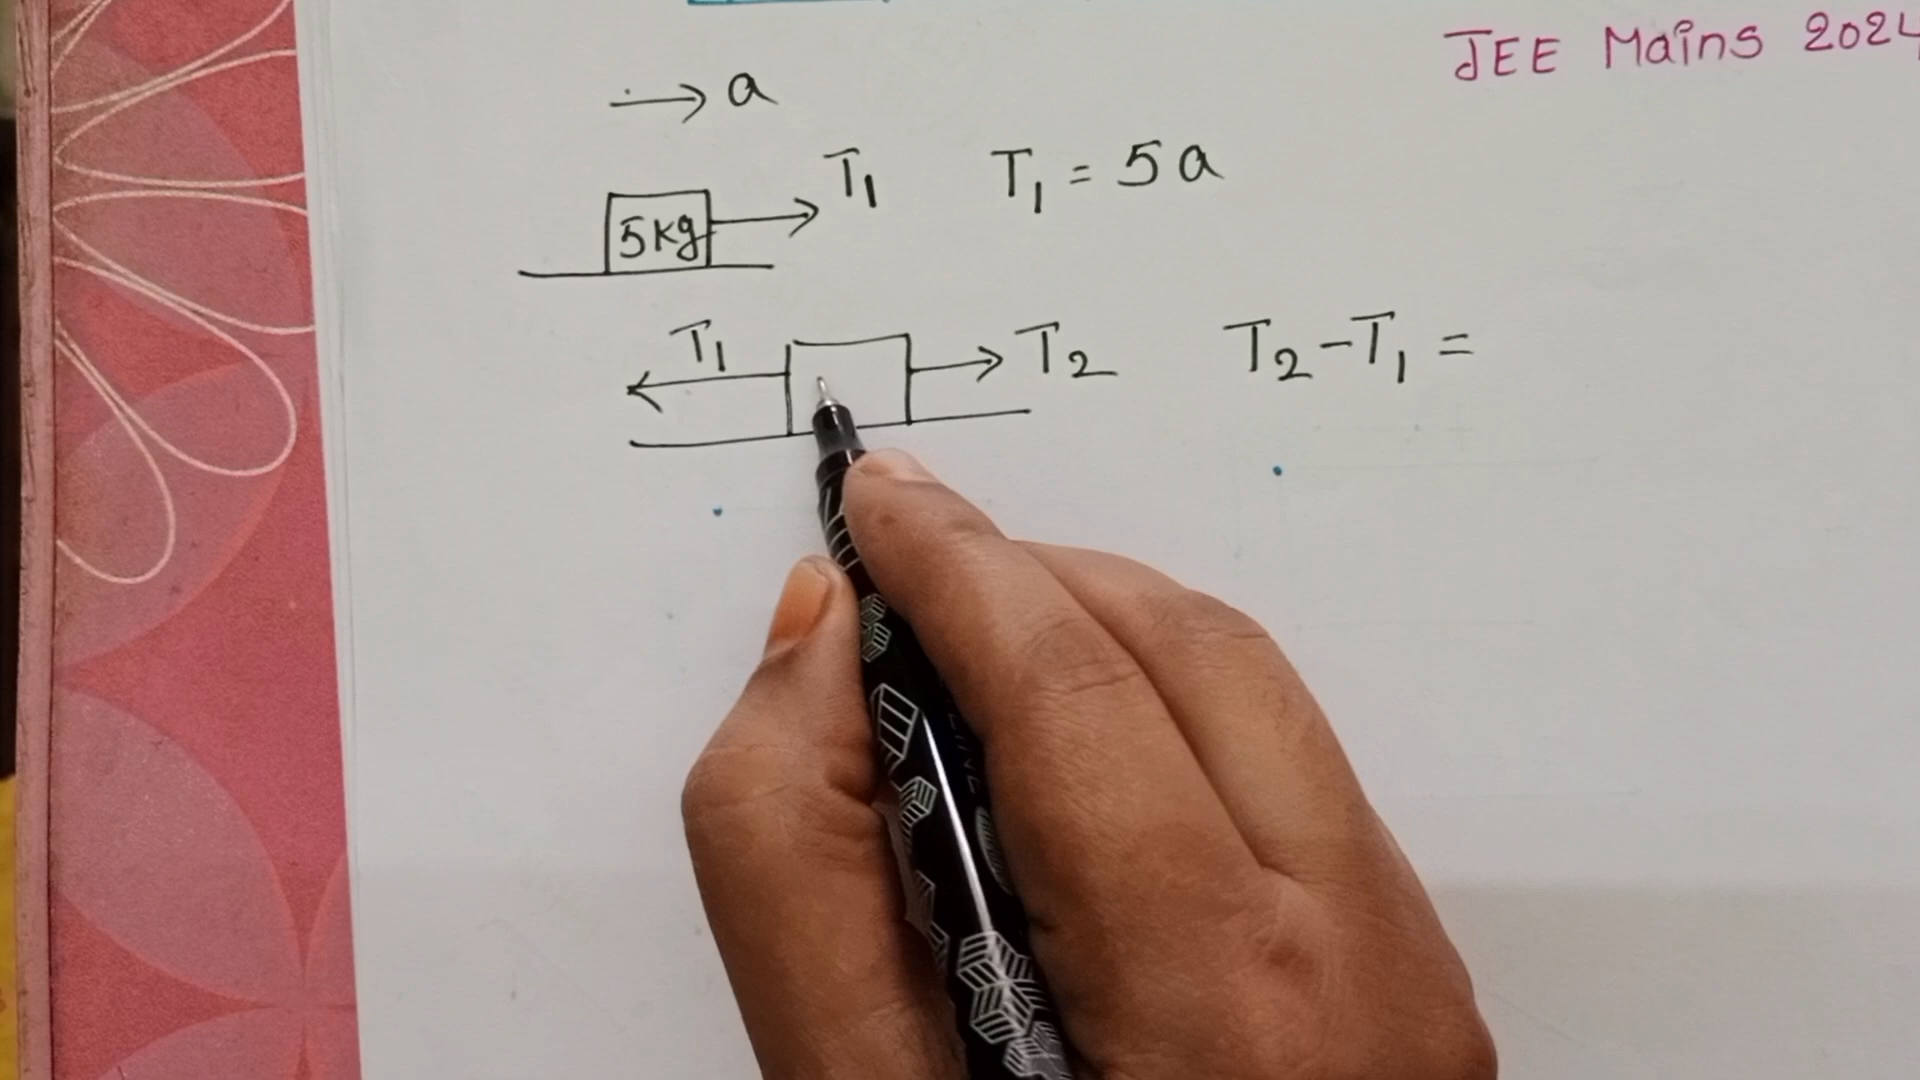 JEE Mains 2024
a
5kg T1 T1 = 5a
T1 T2 T2-T1 =